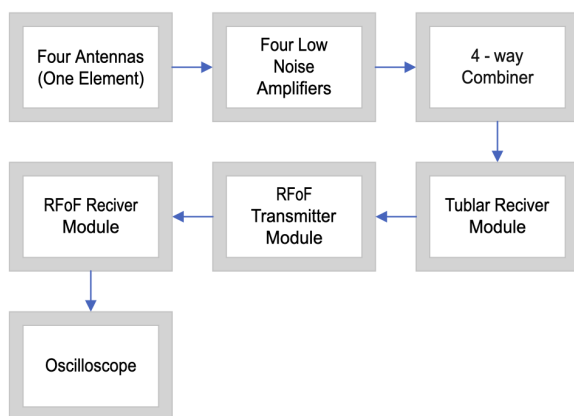 Four Antennas
(One Element)
Four Low
Noise
Amplifiers
4 - way
Combiner
RFoF Reciver
Module
RFoF
Transmitter
Module
Tublar Reciver
Module
Oscilloscope